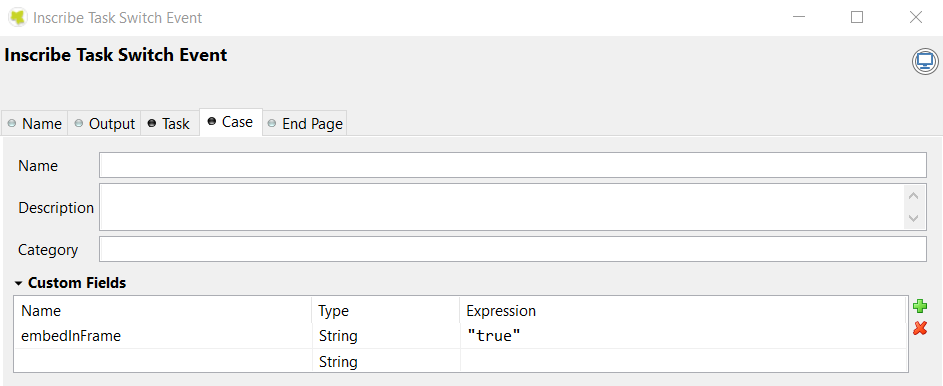 Inscribe Task Switch Event
Inscribe Task Switch Event
Name Output Task Case End Page
Name
Description
Category
Custom Fields
Name Type Expression
embedInFrame String "true"
String